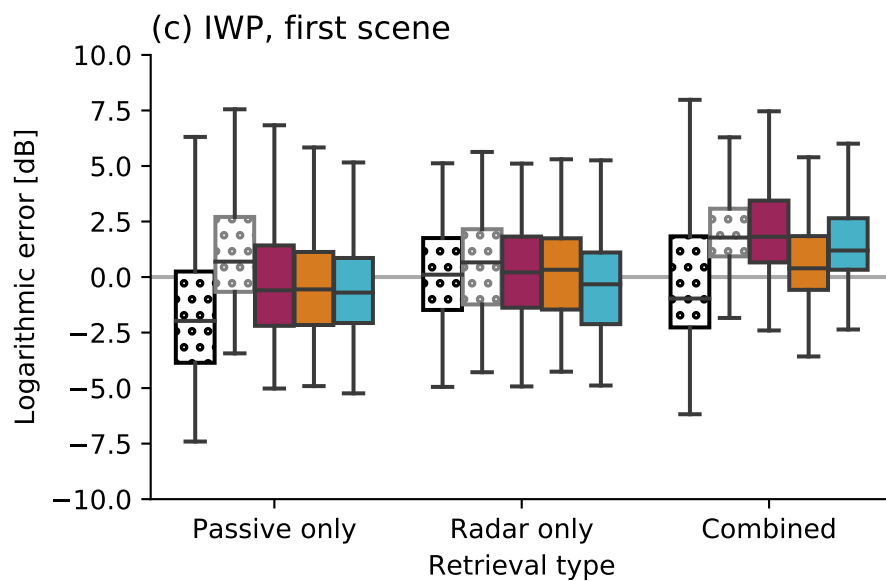 (c) IWP, first scene
10.0
7.5
5.0
2.5
0.0
−2.5
−5.0
−7.5
−10.0
Logarithmic error [dB]
Passive only
Radar only
Combined
Retrieval type